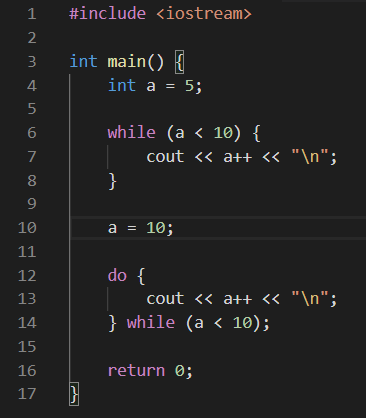 1 #include <iostream>
2
3 int main() {
4     int a = 5;
5
6     while (a < 10) {
7         cout << a++ << "\n";
8     }
9
10     a = 10;
11
12     do {
13         cout << a++ << "\n";
14     } while (a < 10);
15
16     return 0;
17 }